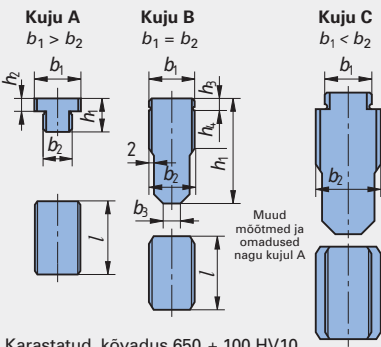 Kuju A
b₁ > b₂
Kuju B
b₁ = b₂
Kuju C
b₁ < b₂
b₁
h₂
h₁
b₂
l
b₁
h₃
h₄
h₁
2
b₂
b₃
l
b₁
b₂
Muud
mõõtmed ja
omadused
nagu kujul A
Karastatud, kõvadus 650 + 100 HV10